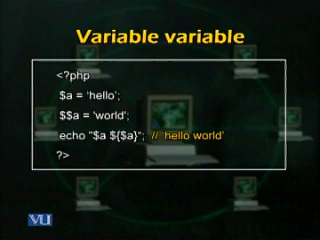 Variable variable
<?php
$a = ‘hello’;
$$a = ‘world’;
echo "$a ${$a}“; // ‘hello world’
?>
VU